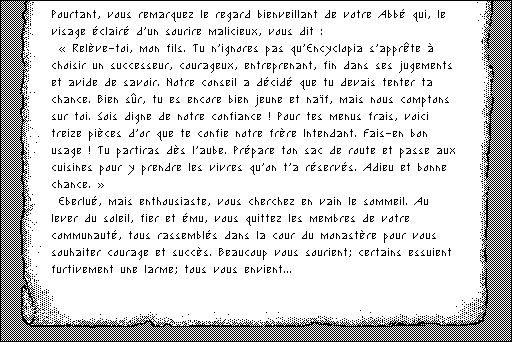 Pourtant, vous remarquez le regard bienveillant de votre Abbé qui, le
visage éclairé d'un sourire malicieux, vous dit :
« Relève-toi, mon fils. Tu n'ignores pas qu'Encyclopia s'apprête à
choisir un successeur, courageux, entreprenant, fin dans ses jugements
et avide de savoir. Notre conseil a décidé que tu devais tenter ta
chance. Bien sûr, tu es encore bien jeune et naïf, mais nous comptons
sur toi. Sois digne de notre confiance ! Pour tes menus frais, voici
treize pièces d'or que te confie notre frère Intendant. Fais-en bon
usage ! Tu partiras dès l'aube. Prépare ton sac de route et passe aux
cuisines pour y prendre les vivres qu'on t'a réservés. Adieu et bonne
chance. »
Eberlué, mais enthousiaste, vous cherchez en vain le sommeil. Au
lever du soleil, fier et ému, vous quittez les membres de votre
communauté, tous rassemblés dans la cour du monastère pour vous
souhaiter courage et succès. Beaucoup vous sourient; certains essuient
furtivement une larme; tous vous envient...